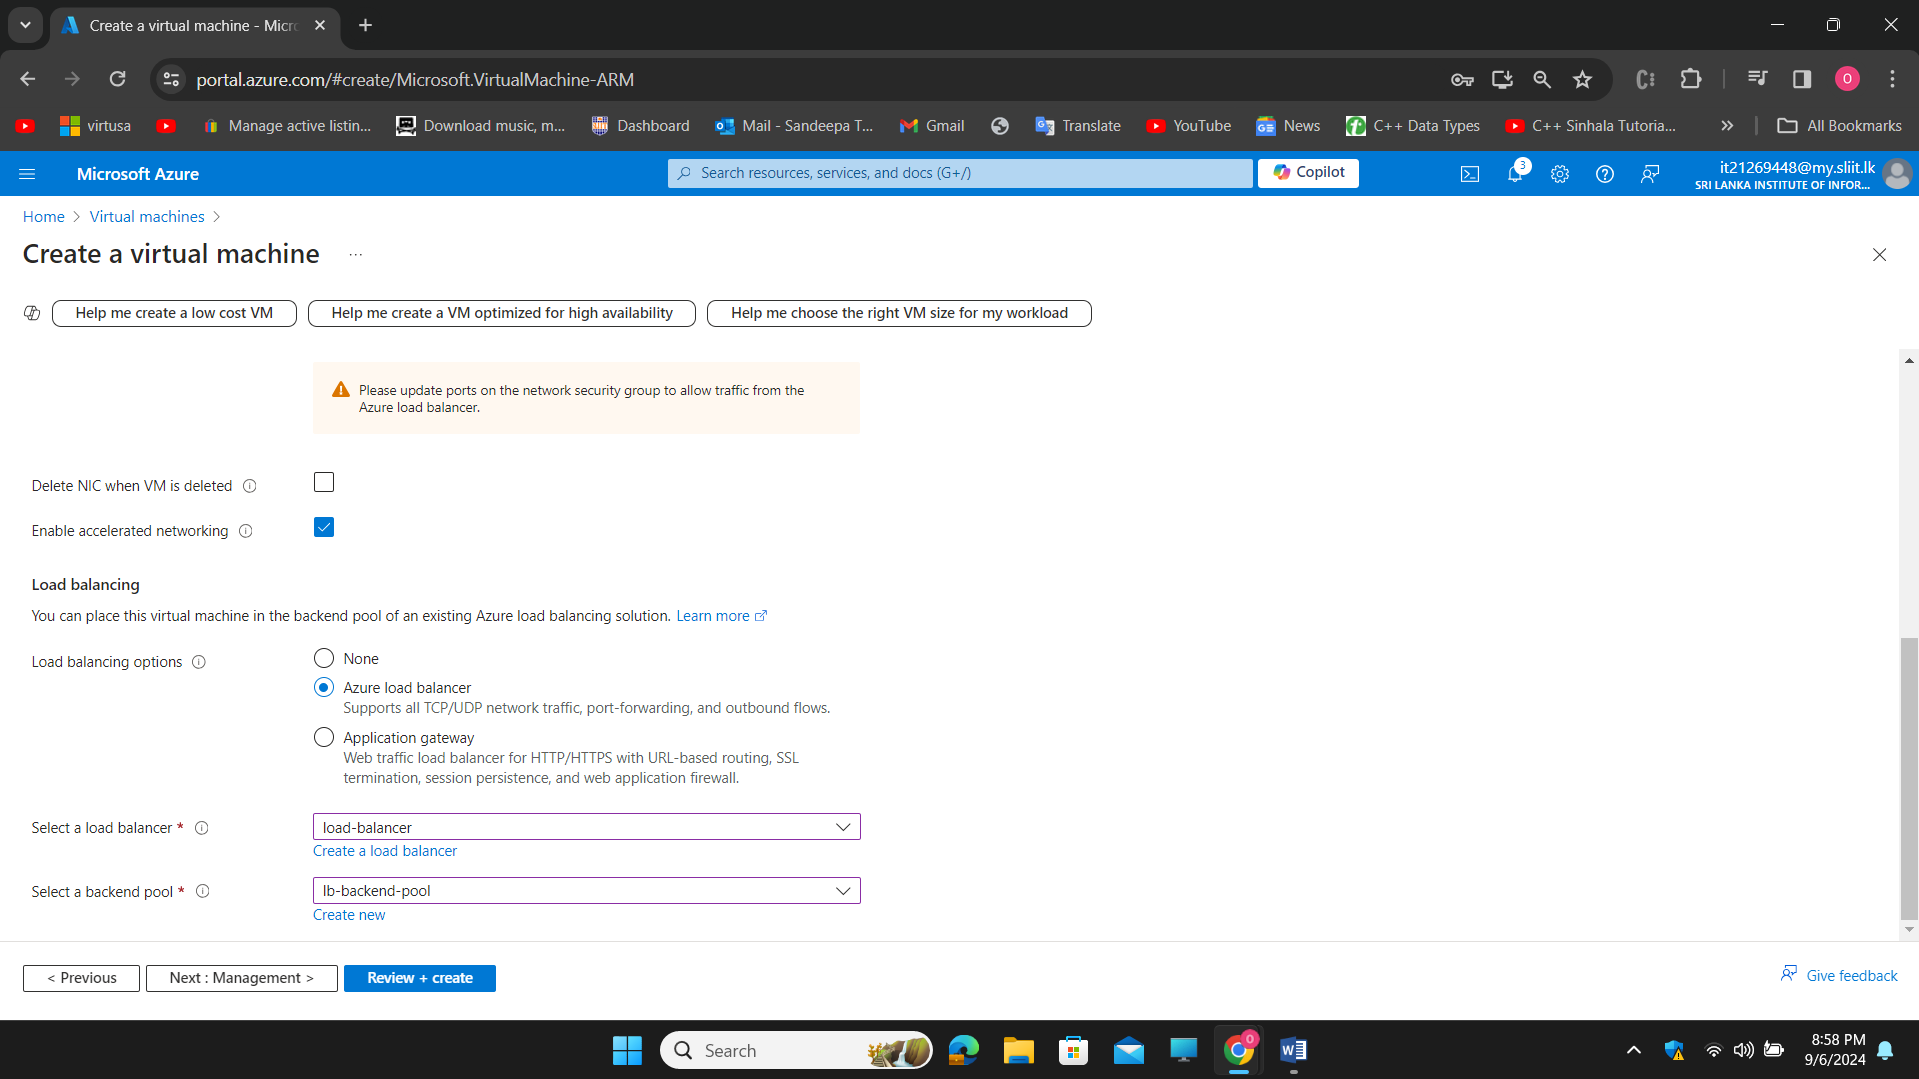 Create a virtual machine - Micr
portal.azure.com/#create/Microsoft.VirtualMachine-ARM
O
virtusa
Manage active listin...
Download music, m...
Dashboard
Mail - Sandeepa T...
Gmail
Translate
YouTube
News
C++ Data Types
C++ Sinhala Tutoria...
All Bookmarks
Microsoft Azure
Search resources, services, and docs (G+/)
Copilot
3
it21269448@my.sliit.lk
SRI LANKA INSTITUTE OF INFOR...
Home > Virtual machines >
Create a virtual machine ...
Help me create a low cost VM
Help me create a VM optimized for high availability
Help me choose the right VM size for my workload
Please update ports on the network security group to allow traffic from the
Azure load balancer.
Delete NIC when VM is deleted
Enable accelerated networking
Load balancing
You can place this virtual machine in the backend pool of an existing Azure load balancing solution. Learn more
Load balancing options
None
Azure load balancer
Supports all TCP/UDP network traffic, port-forwarding, and outbound flows.
Application gateway
Web traffic load balancer for HTTP/HTTPS with URL-based routing, SSL
termination, session persistence, and web application firewall.
Select a load balancer *
load-balancer
Create a load balancer
Select a backend pool *
lb-backend-pool
Create new
< Previous
Next : Management >
Review + create
Give feedback
Search
0
8:58 PM
9/6/2024